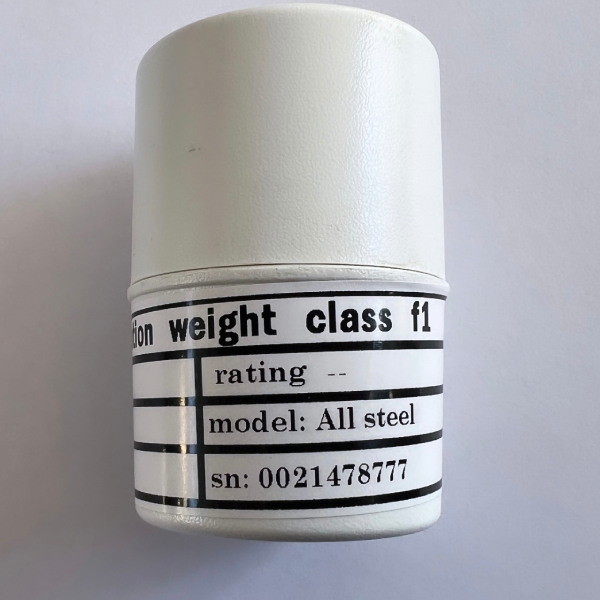 tion weight class f1
rating --
model: All steel
sn: 0021478777